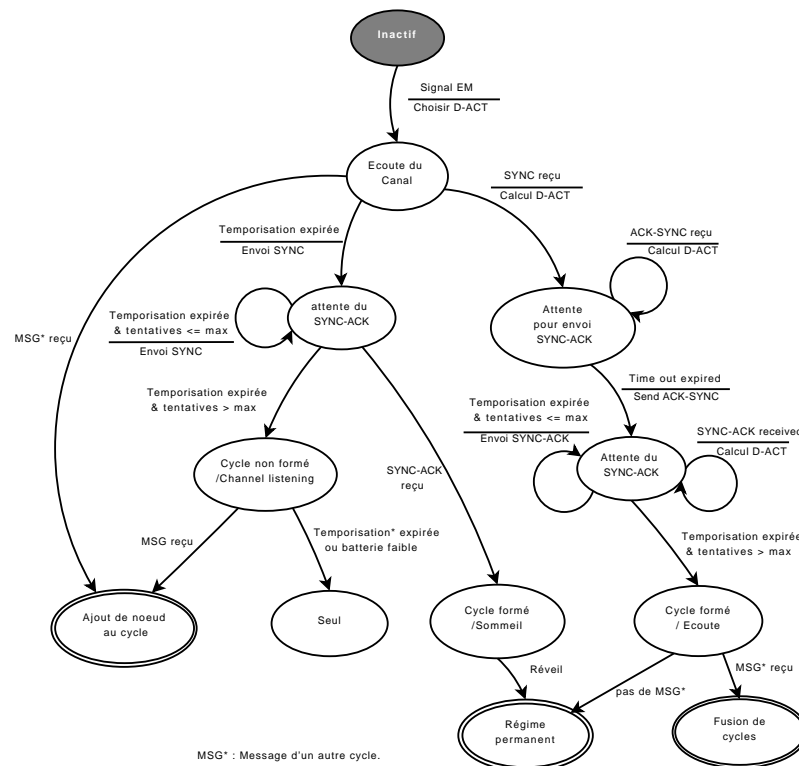 Inactif
Signal EM
Choisir D-ACT
Ecoute du
Canal
SYNC reçu
Calcul D-ACT
Temporisation expirée
Envoi SYNC
ACK-SYNC reçu
Calcul D-ACT
attente du
SYNC-ACK
Temporisation expirée
& tentatives <= max
Envoi SYNC
Attente
pour envoi
SYNC-ACK
MSG* reçu
Temporisation expirée
& tentatives > max
Time out expired
Send ACK-SYNC
Temporisation expirée
& tentatives <= max
Envoi SYNC-ACK
SYNC-ACK received
Calcul D-ACT
Cycle non formé
/Channel listening
SYNC-ACK
reçu
Attente du
SYNC-ACK
MSG reçu
Temporisation* expirée
ou batterie faible
Temporisation expirée
& tentatives > max
Ajout de noeud
au cycle
Seul
Cycle formé
/Sommeil
Cycle formé
/ Ecoute
Réveil
pas de MSG*
MSG* reçu
Régime
permanent
Fusion de
cycles
MSG* : Message d'un autre cycle.